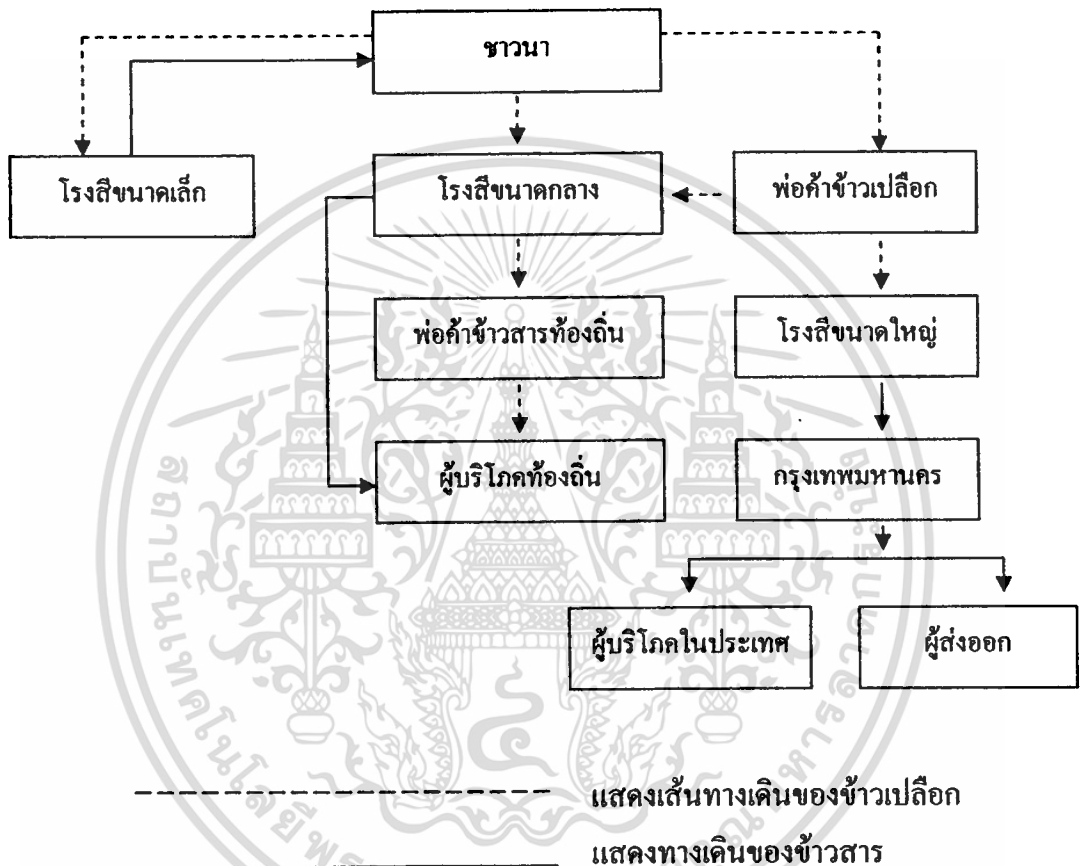 ชาวนา
โรงสีขนาดเล็ก
โรงสีขนาดกลาง
พ่อค้าข้าวเปลือก
พ่อค้าข้าวสารท้องถิ่น
โรงสีขนาดใหญ่
ผู้บริโภคท้องถิ่น
กรุงเทพมหานคร
ผู้บริโภคในประเทศ
ผู้ส่งออก
แสดงเส้นทางเดินของข้าวเปลือก
แสดงทางเดินของข้าวสาร